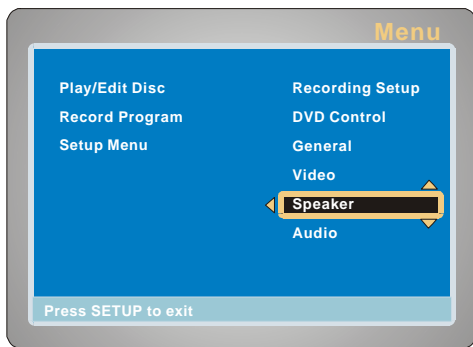 Menu
Play/Edit Disc
Record Program
Setup Menu
Recording Setup
DVD Control
General
Video
Speaker
Audio
Press SETUP to exit